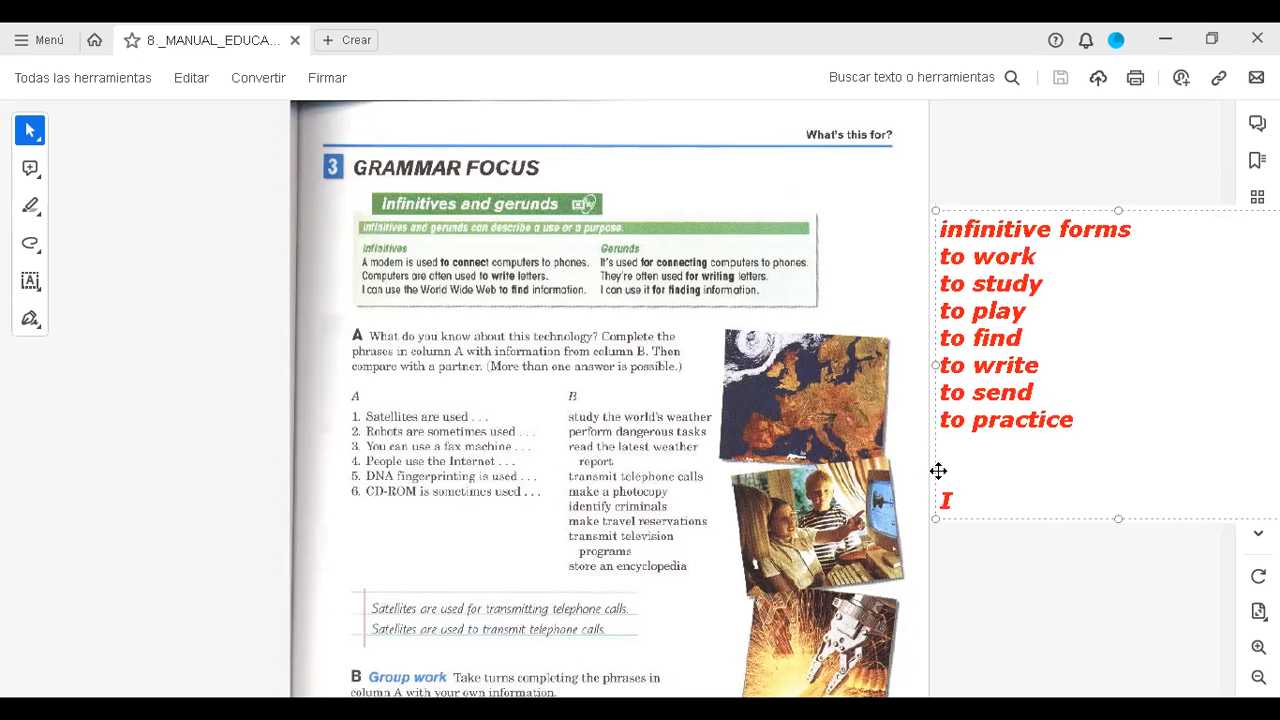 Menú
8._MANUAL_EDUCA...
Crear
Todas las herramientas
Editar
Convertir
Firmar
Buscar texto o herramientas
What's this for?
3 GRAMMAR FOCUS
Infinitives and gerunds
Infinitives and gerunds can describe a use or a purpose.
Infinitives
A modem is used to connect computers to phones.
Computers are often used to write letters.
I can use the World Wide Web to find information.
Gerunds
It's used for connecting computers to phones.
They're often used for writing letters.
I can use it for finding information.
A What do you know about this technology? Complete the
phrases in column A with information from column B. Then
compare with a partner. (More than one answer is possible.)
A
1. Satellites are used . . .
2. Robots are sometimes used . . .
3. You can use a fax machine . . .
4. People use the Internet . . .
5. DNA fingerprinting is used . . .
6. CD-ROM is sometimes used . . .
B
study the world's weather
perform dangerous tasks
read the latest weather
report
transmit telephone calls
make a photocopy
identify criminals
make travel reservations
transmit television
programs
store an encyclopedia
Satellites are used for transmitting telephone calls.
Satellites are used to transmit telephone calls.
B Group work Take turns completing the phrases in
column A with your own information.
infinitive forms
to work
to study
to play
to find
to write
to send
to practice
I